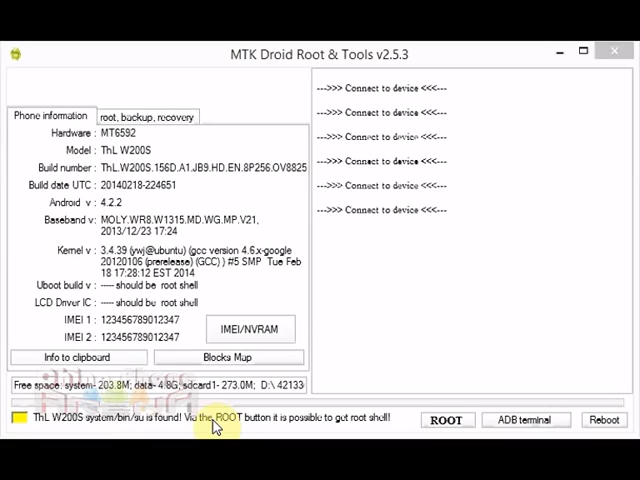 MTK Droid Root & Tools v2.5.3
Phone information
root, backup, recovery
Hardware : MT6592
Model : ThL W200S
Build number : ThL.W200S.156D.A1.JB9.HD.EN.8P256.OV8825
Build date UTC : 20140218-224651
Android v : 4.2.2
Baseband v : MOLY.WR8.W1315.MD.WG.MP.V21,
2013/12/23 17:24
Kernel v : 3.4.39 (ywj@ubuntu) (gcc version 4.6.x-google
20120106 (prerelease) (GCC) ) #5 SMP Tue Feb
18 17:28:12 EST 2014
Uboot build v : ----- should be root shell
LCD Driver IC : ----- should be root shell
IMEI 1 : 123456789012347
IMEI 2 : 123456789012347
IMEI/NVRAM
Info to clipboard
Blocks Map
Free space: system- 203.8M; data- 4.8G; sdcard1- 273.0M; D:\ 42133
--->>> Connect to device <<<---
--->>> Connect to device <<<---
--->>> Connect to device <<<---
--->>> Connect to device <<<---
--->>> Connect to device <<<---
--->>> Connect to device <<<---
ThL W200S system/bin/su is found! Via the ROOT button it is possible to get root shell!
ROOT
ADB terminal
Reboot